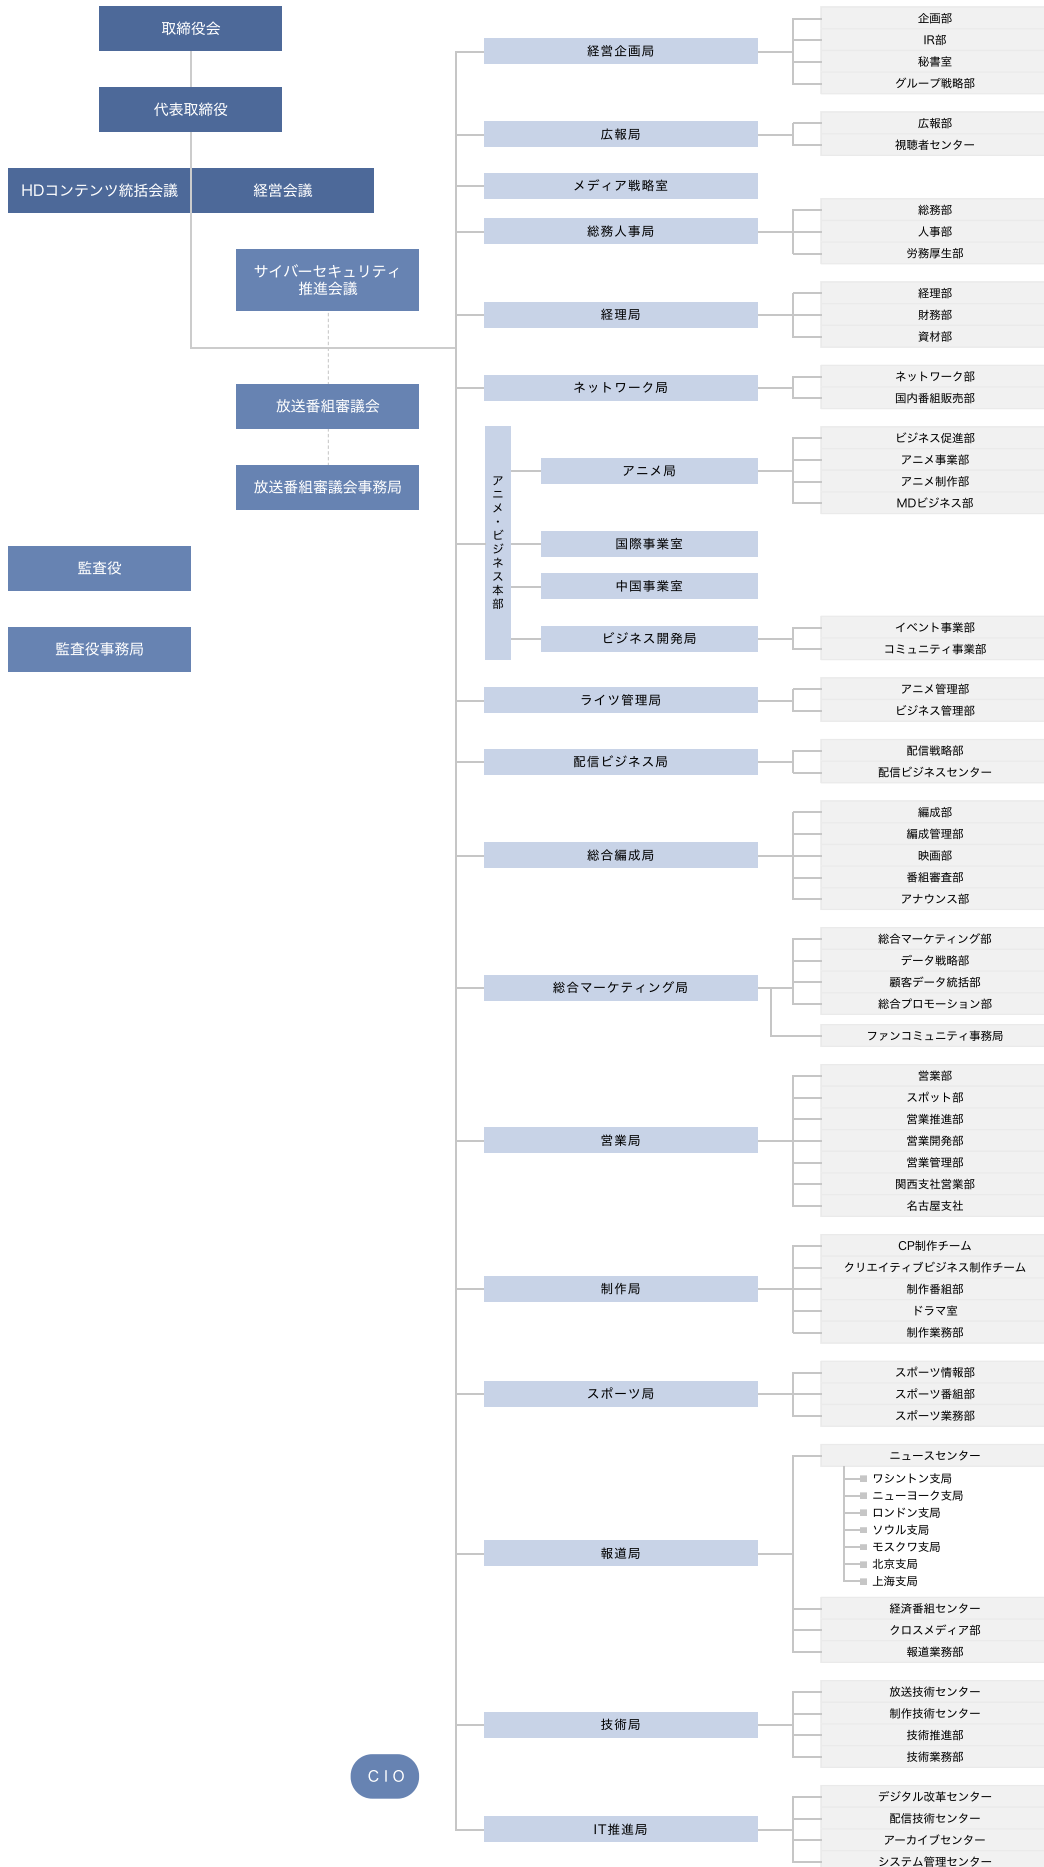 取締役会
代表取締役
HDコンテンツ統括会議
経営会議
サイバーセキュリティ
推進会議
放送番組審議会
放送番組審議会事務局
監査役
監査役事務局
CIO
経営企画局
企画部
IR部
秘書室
グループ戦略部
広報局
広報部
視聴者センター
メディア戦略室
総務人事局
総務部
人事部
労務厚生部
経理局
経理部
財務部
資材部
ネットワーク局
ネットワーク部
国内番組販売部
アニメ・ビジネス本部
アニメ局
ビジネス促進部
アニメ事業部
アニメ制作部
MDビジネス部
国際事業室
中国事業室
ビジネス開発局
イベント事業部
コミュニティ事業部
ライツ管理局
アニメ管理部
ビジネス管理部
配信ビジネス局
配信戦略部
配信ビジネスセンター
総合編成局
編成部
編成管理部
映画部
番組審査部
アナウンス部
総合マーケティング局
総合マーケティング部
データ戦略部
顧客データ統括部
総合プロモーション部
ファンコミュニティ事務局
営業局
営業部
スポット部
営業推進部
営業開発部
営業管理部
関西支社営業部
名古屋支社
制作局
CP制作チーム
クリエイティブビジネス制作チーム
制作番組部
ドラマ室
制作業務部
スポーツ局
スポーツ情報部
スポーツ番組部
スポーツ業務部
報道局
ニュースセンター
ワシントン支局
ニューヨーク支局
ロンドン支局
ソウル支局
モスクワ支局
北京支局
上海支局
経済番組センター
クロスメディア部
報道業務部
技術局
放送技術センター
制作技術センター
技術推進部
技術業務部
IT推進局
デジタル改革センター
配信技術センター
アーカイブセンター
システム管理センター